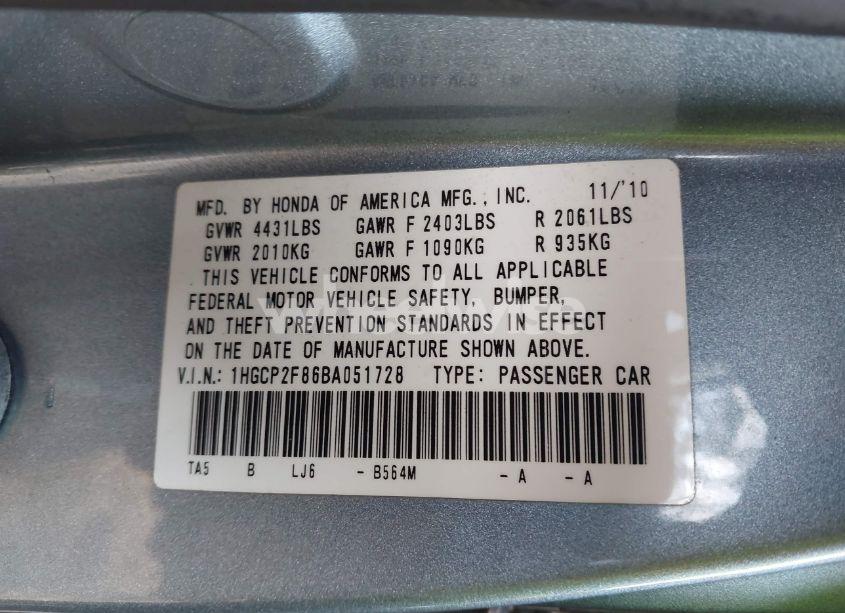 MFD. BY HONDA OF AMERICA MFG., INC. 11/'10
GVWR 4431LBS GAWR F 2403LBS R 2061LBS
GVWR 2010KG GAWR F 1090KG R 935KG
THIS VEHICLE CONFORMS TO ALL APPLICABLE
FEDERAL MOTOR VEHICLE SAFETY, BUMPER,
AND THEFT PREVENTION STANDARDS IN EFFECT
ON THE DATE OF MANUFACTURE SHOWN ABOVE.
V.I.N.: 1HGCP2F86BA051728 TYPE: PASSENGER CAR
TA5 B LJ6 - B564M - A - A